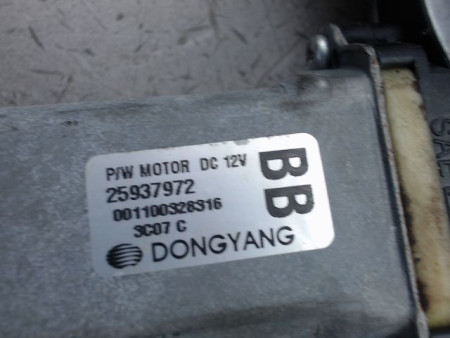 P/W MOTOR DC 12V
25937972
001100328316
3C07 C
DONGYANG
BB